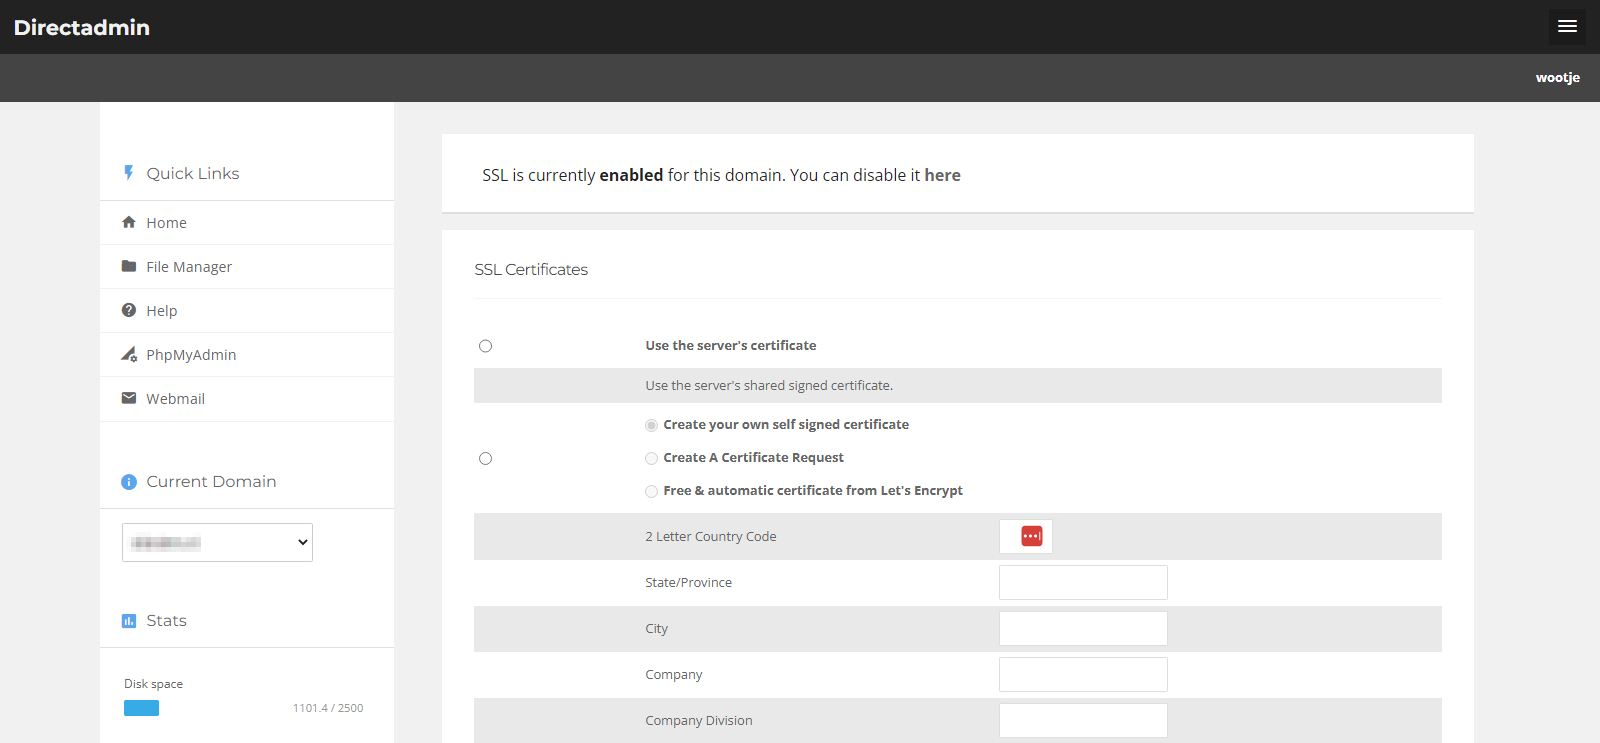 Directadmin
wootje
Quick Links
Home
File Manager
Help
PhpMyAdmin
Webmail
Current Domain
Stats
Disk space
1101.4 / 2500
SSL is currently enabled for this domain. You can disable it here
SSL Certificates
Use the server's certificate
Use the server's shared signed certificate.
Create your own self signed certificate
Create A Certificate Request
Free & automatic certificate from Let's Encrypt
2 Letter Country Code
State/Province
City
Company
Company Division